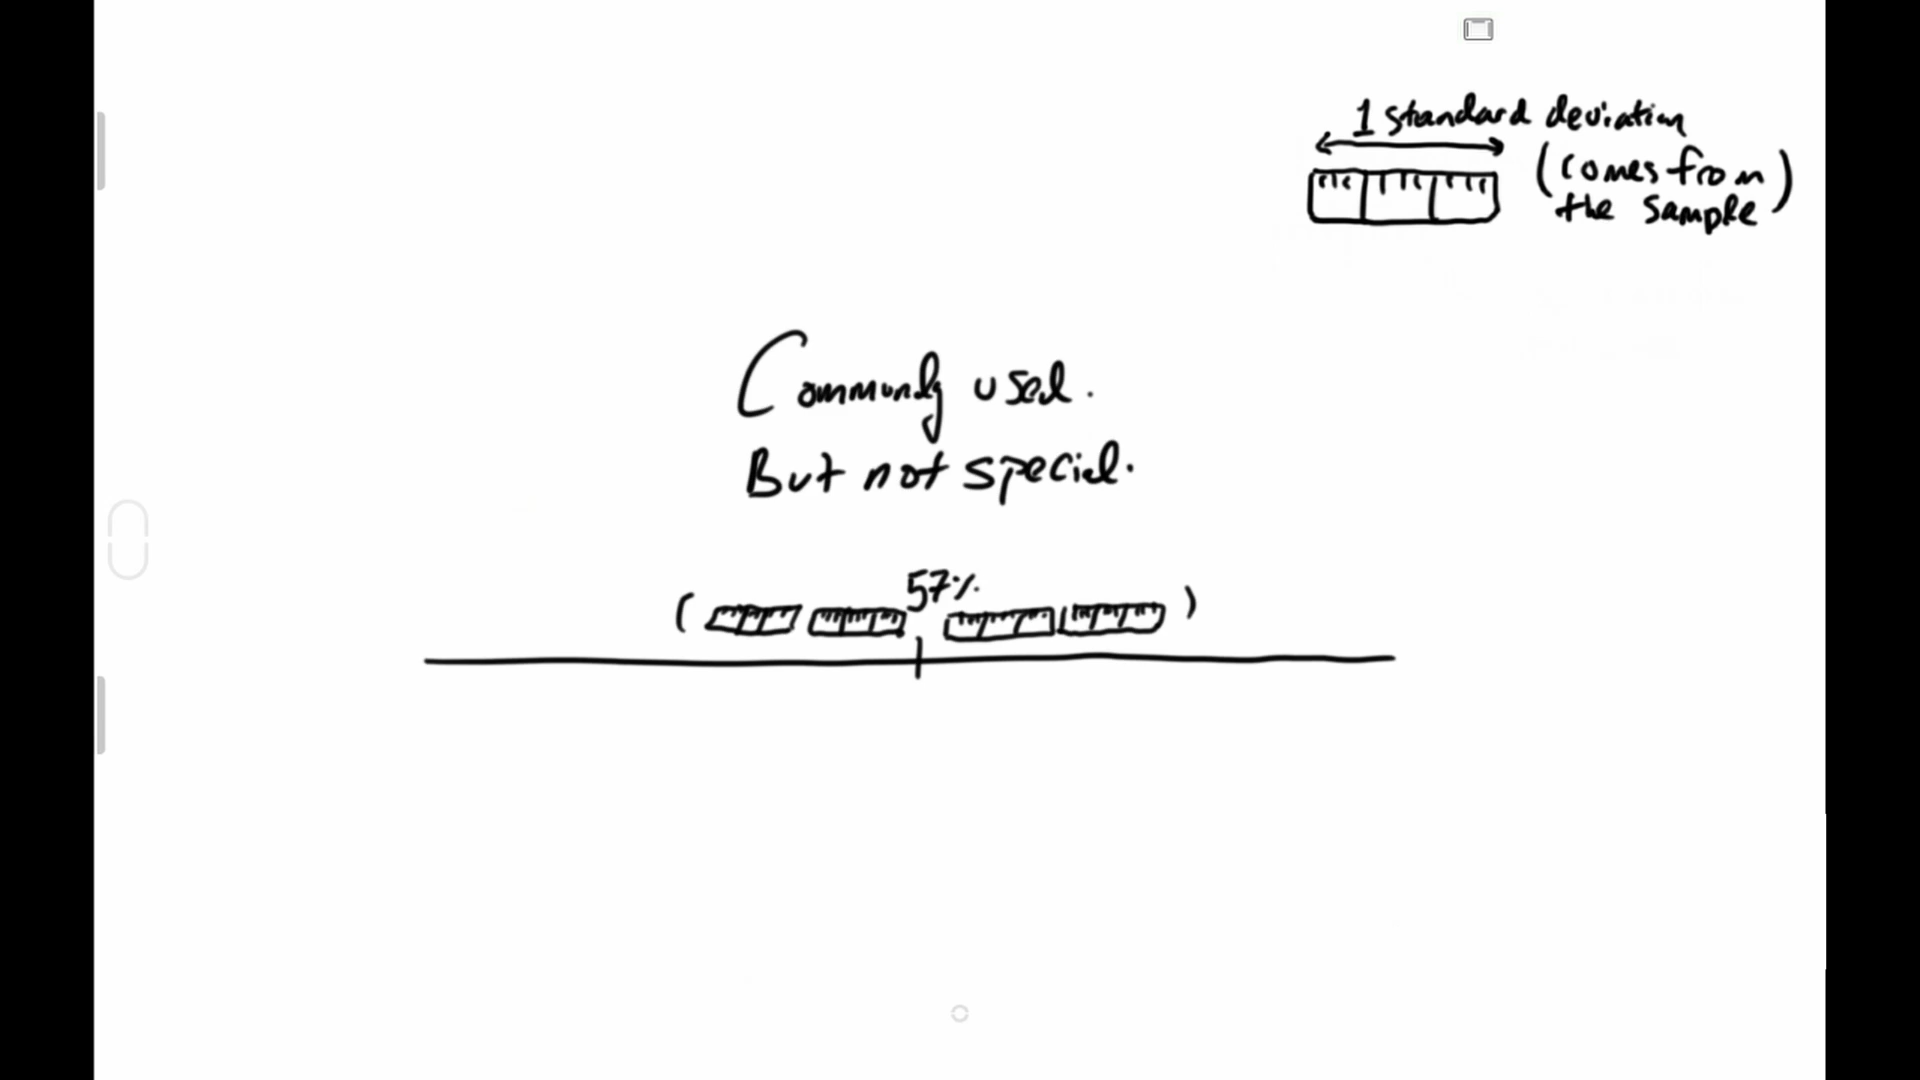 1 standard deviation
(comes from
the sample)
Commonly used.
But not special.
57%
( )